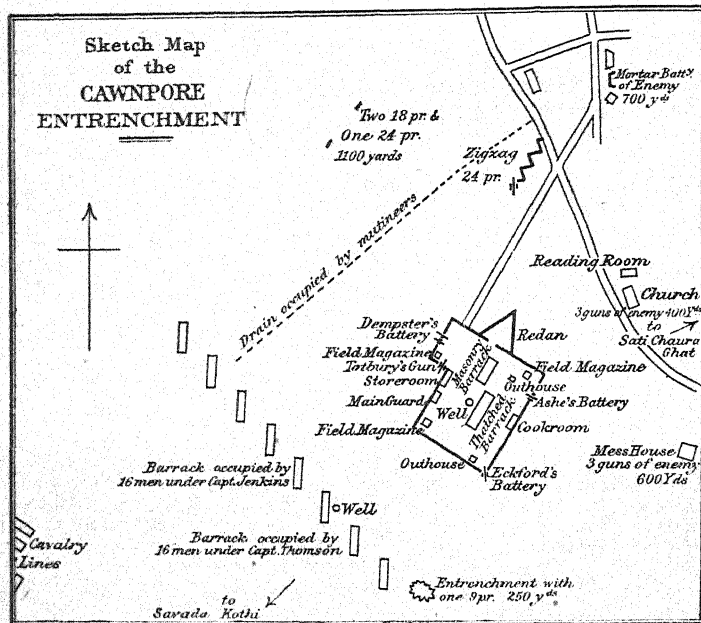 Sketch Map
of the
CAWNPORE
ENTRENCHMENT
Two 18 pr. &
One 24 pr.
1100 yards
Mortar Batty.
of Enemy
700 yds
Zigzag
24 pr.
Drain occupied by mutineers
Reading Room
Church
3 guns of enemy 400 Yds
to
Sati Chaura
Ghat
Dempster's
Battery
Redan
Field Magazine
Totbury's Gun
Storeroom
Main Guard
Field Magazine
Masonry
Barrack
Well
Thatched
Barrack
Field Magazine
Outhouse
Ashe's Battery
Cookroom
Outhouse
Eckford's
Battery
Mess House
3 guns of enemy
600 Yds
Barrack occupied by
16 men under Capt. Jenkins
Well
Barrack occupied by
16 men under Capt. Thomson
Cavalry
Lines
to
Savada Kothi
Entrenchment with
one 9 pr. 250 yds